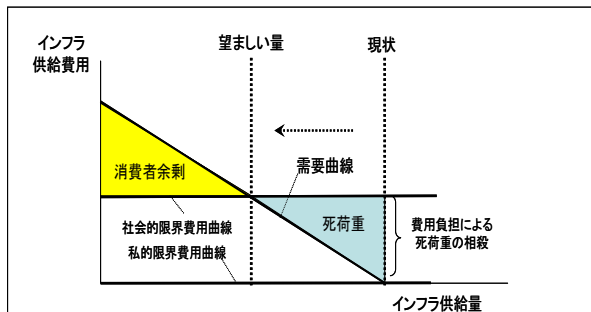 インフラ
供給費用
望ましい量
現状
消費者余剰
需要曲線
社会的限界費用曲線
私的限界費用曲線
死荷重
費用負担による
死荷重の相殺
インフラ供給量